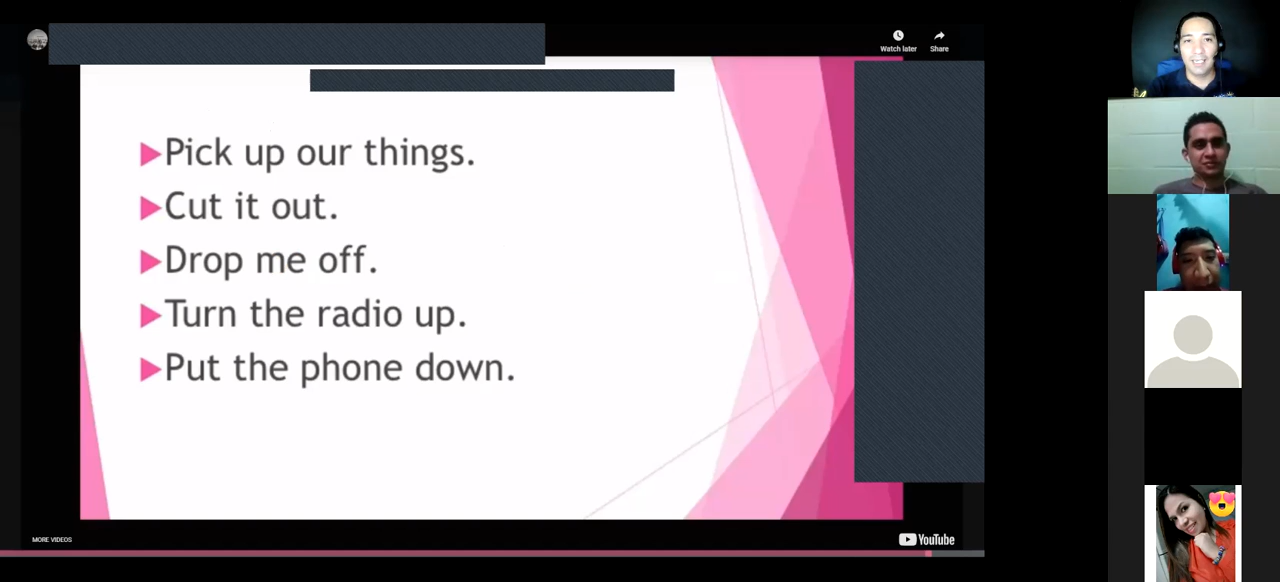 Watch later
Share
Pick up our things.
Cut it out.
Drop me off.
Turn the radio up.
Put the phone down.
MORE VIDEOS
YouTube